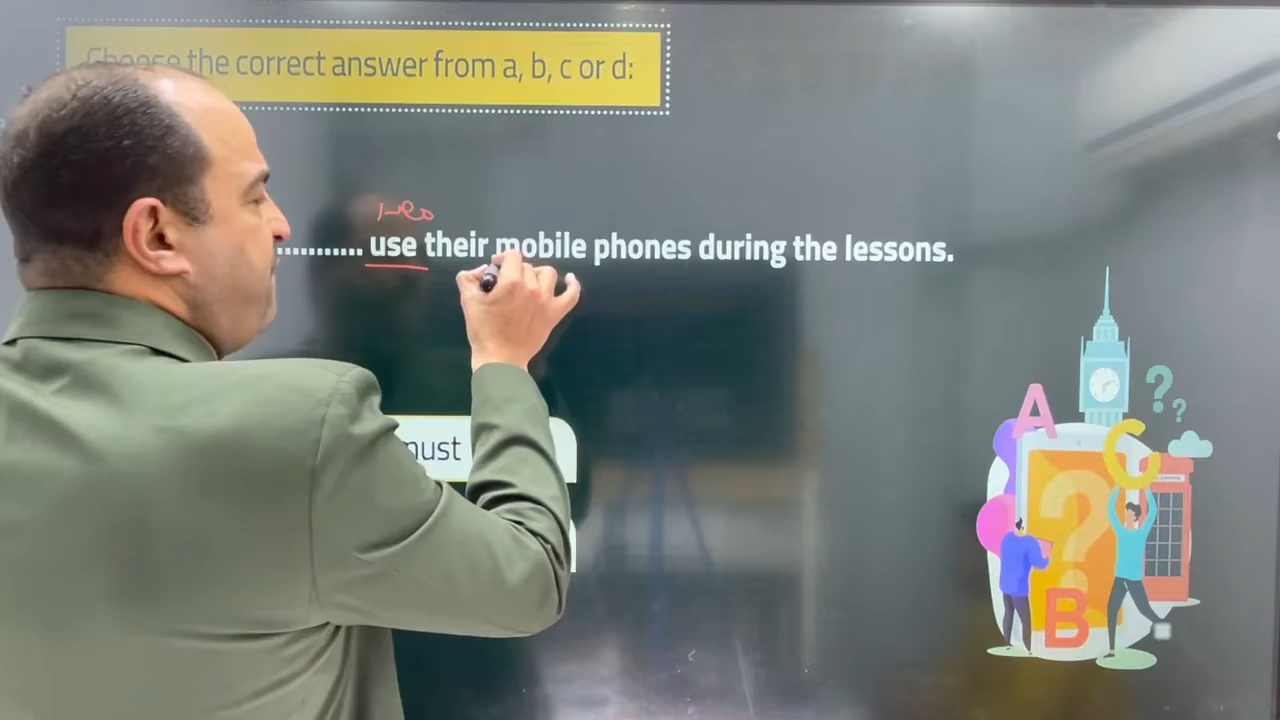 Choose the correct answer from a, b, c or d:
........... use their mobile phones during the lessons.
must
A
C
B